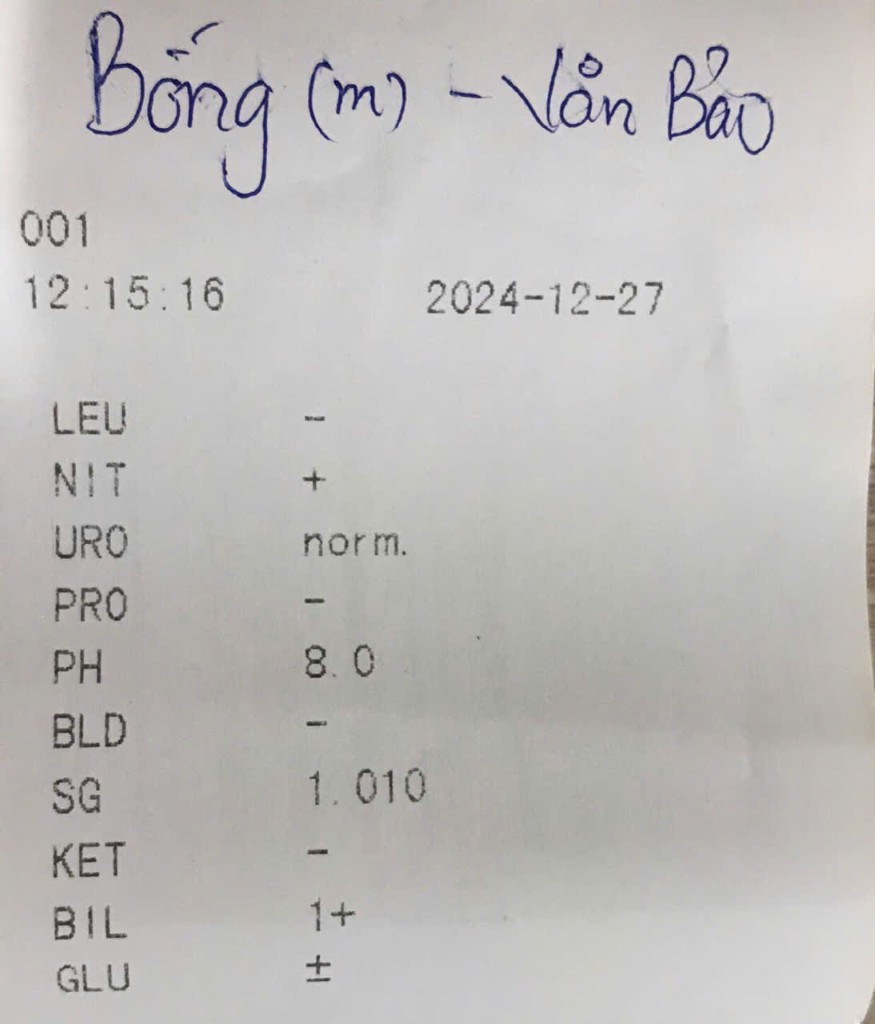 Bống (m) - Vản Bảo
001
12:15:16 2024-12-27
LEU -
NIT +
URO norm.
PRO -
PH 8.0
BLD -
SG 1.010
KET -
BIL 1+
GLU ±